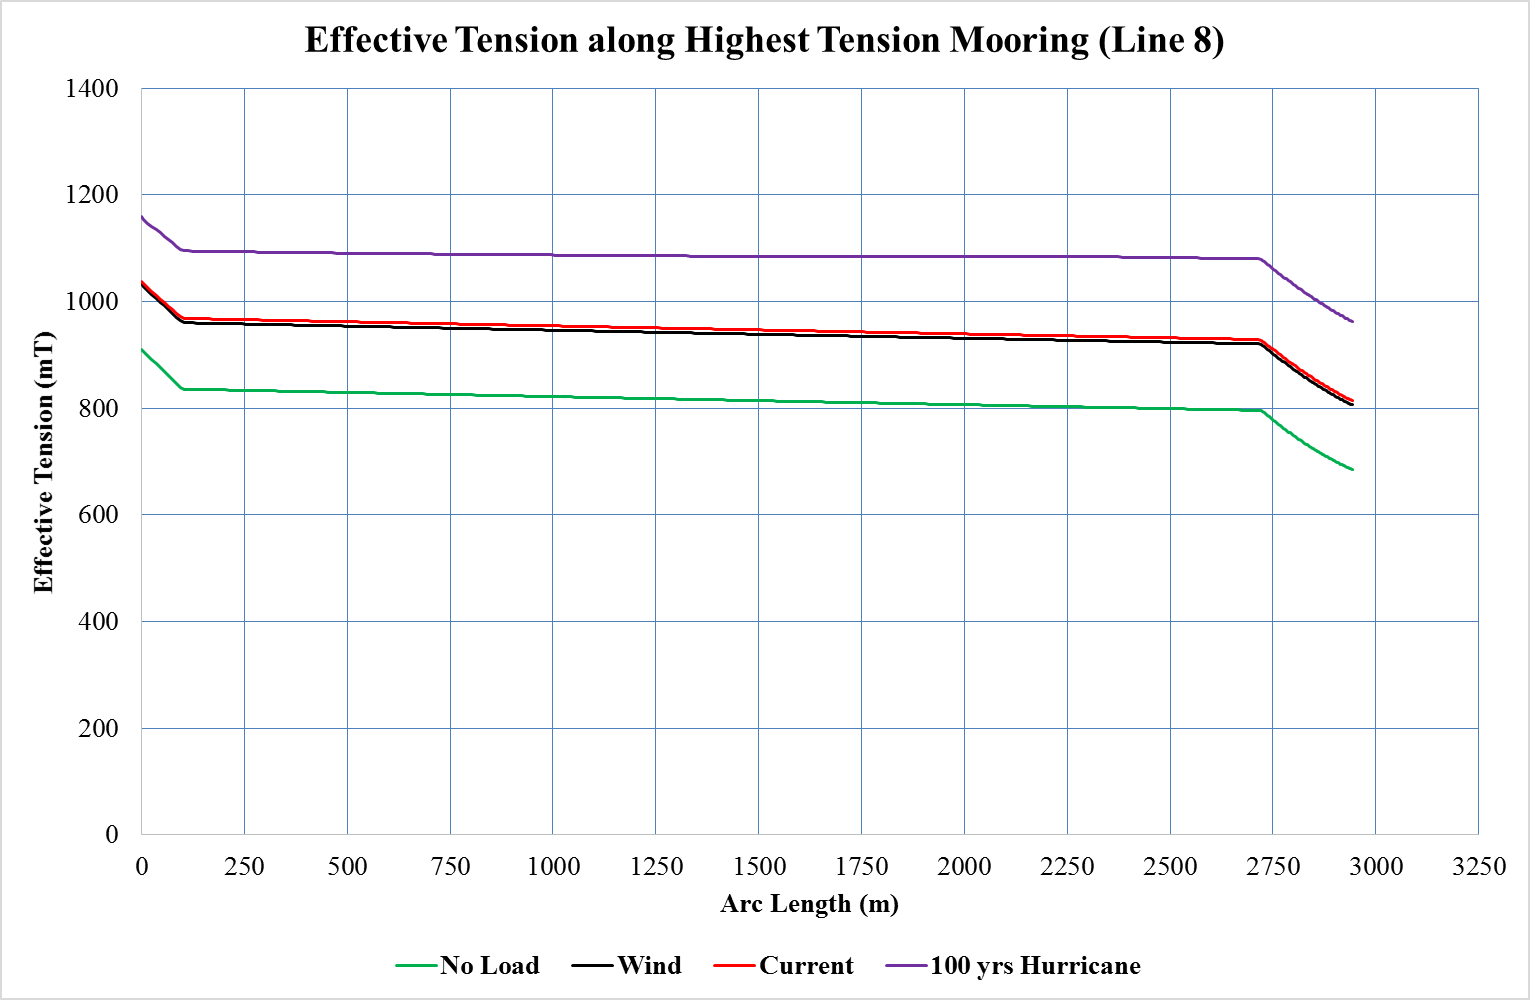 Effective Tension along Highest Tension Mooring (Line 8)
1400
1200
1000
800
600
400
200
0
Effective Tension (mT)
0 250 500 750 1000 1250 1500 1750 2000 2250 2500 2750 3000 3250
Arc Length (m)
No Load Wind Current 100 yrs Hurricane